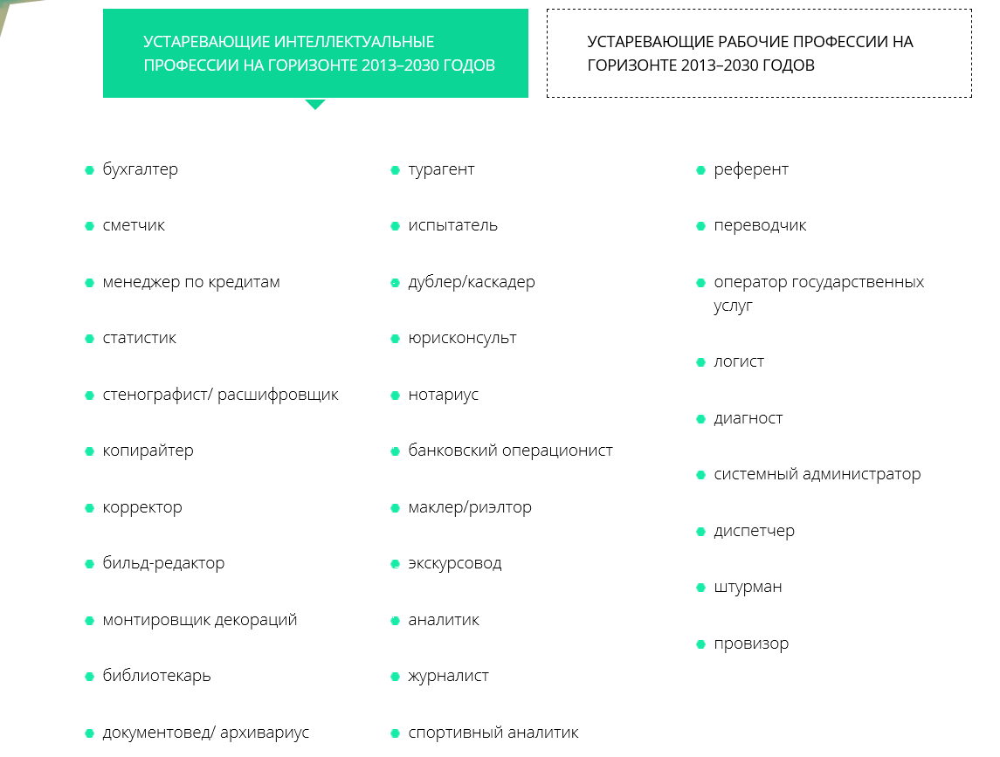 УСТАРЕВАЮЩИЕ ИНТЕЛЛЕКТУАЛЬНЫЕ
ПРОФЕССИИ НА ГОРИЗОНТЕ 2013–2030 ГОДОВ
УСТАРЕВАЮЩИЕ РАБОЧИЕ ПРОФЕССИИ НА
ГОРИЗОНТЕ 2013–2030 ГОДОВ
бухгалтер
сметчик
менеджер по кредитам
статистик
стенографист/ расшифровщик
копирайтер
корректор
бильд-редактор
монтировщик декораций
библиотекарь
документовед/ архивариус
турагент
испытатель
дублер/каскадер
юрисконсульт
нотариус
банковский операционист
маклер/риэлтор
экскурсовод
аналитик
журналист
спортивный аналитик
референт
переводчик
оператор государственных
услуг
логист
диагност
системный администратор
диспетчер
штурман
провизор